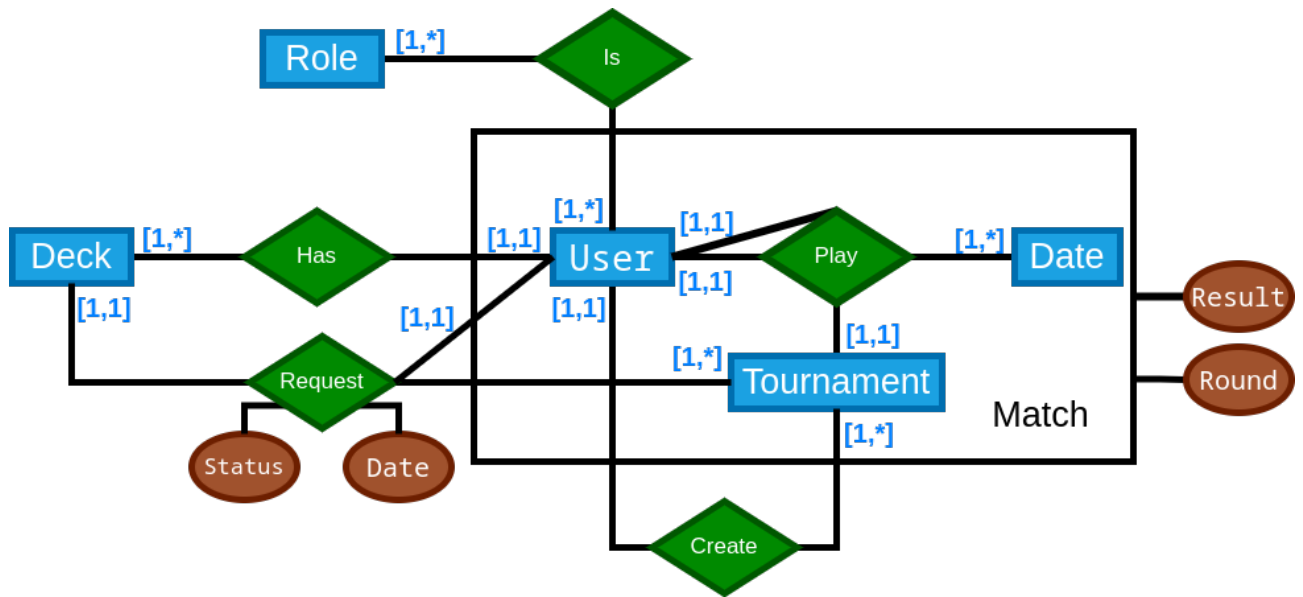 [1,*]
Role
Is
[1,*]
[1,1]
[1,*]
[1,1]
[1,*]
Deck
Has
User
Play
Date
[1,1]
[1,1]
[1,1]
Result
[1,1]
[1,1]
[1,*]
Request
Tournament
Round
Match
[1,*]
Status
Date
Create